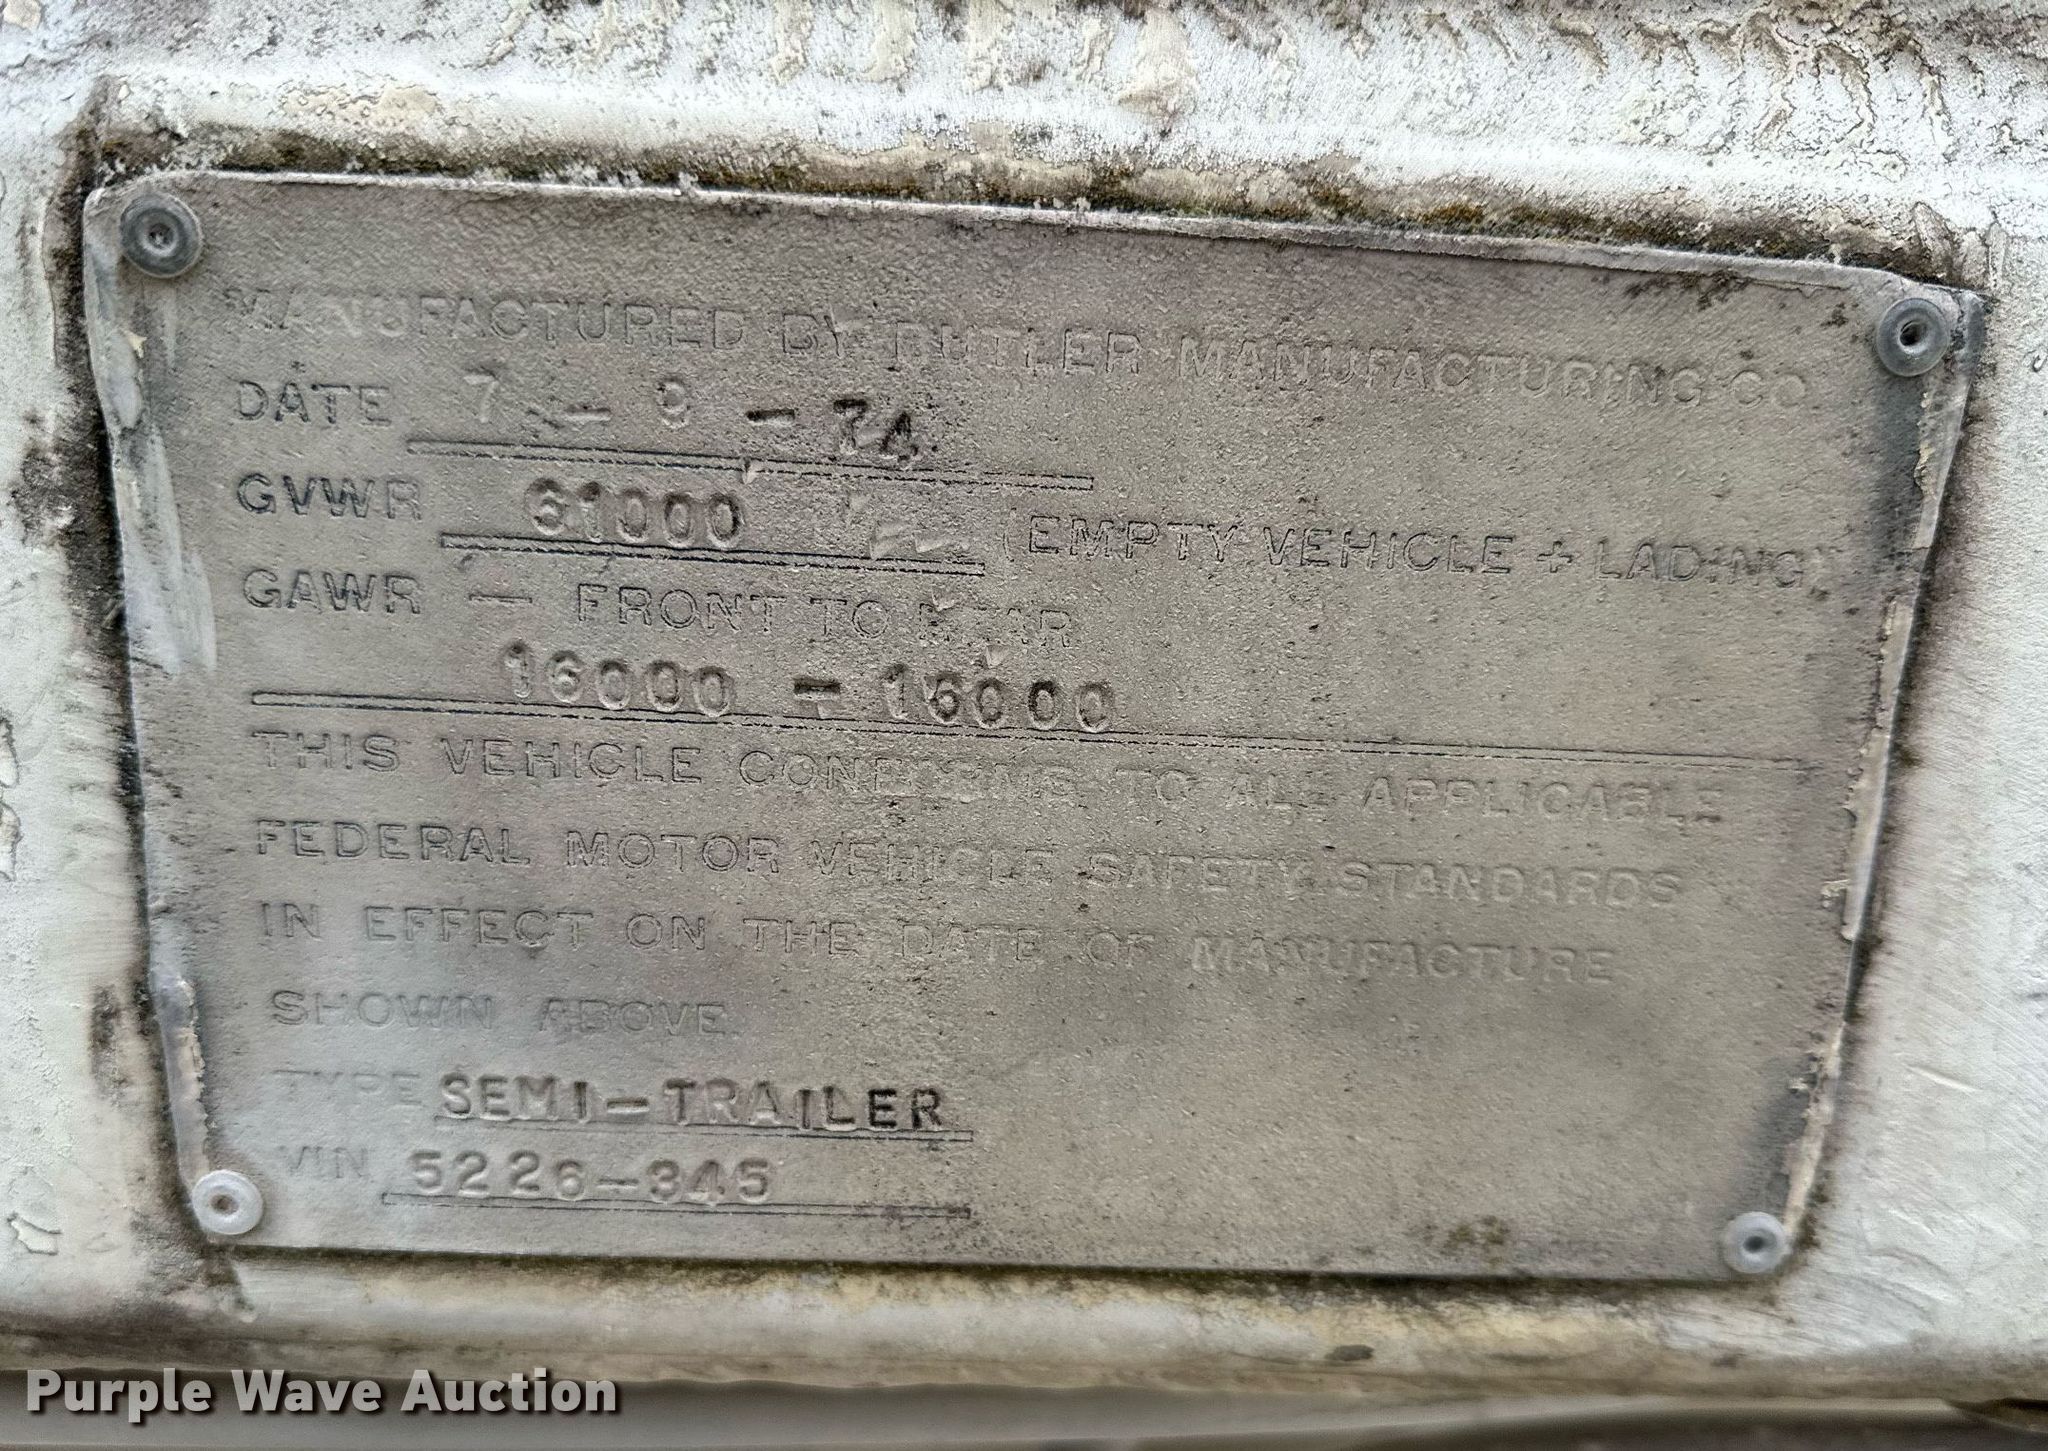 MANUFACTURED BY BUTLER MANUFACTURING CO.
DATE 7 - 9 - 74
GVWR 61000 (EMPTY VEHICLE + LADING)
GAWR - FRONT TO REAR
16000 - 16000
THIS VEHICLE CONFORMS TO ALL APPLICABLE
FEDERAL MOTOR VEHICLE SAFETY STANDARDS
IN EFFECT ON THE DATE OF MANUFACTURE
SHOWN ABOVE
TYPE SEMI-TRAILER
VIN 5226-345
Purple Wave Auction